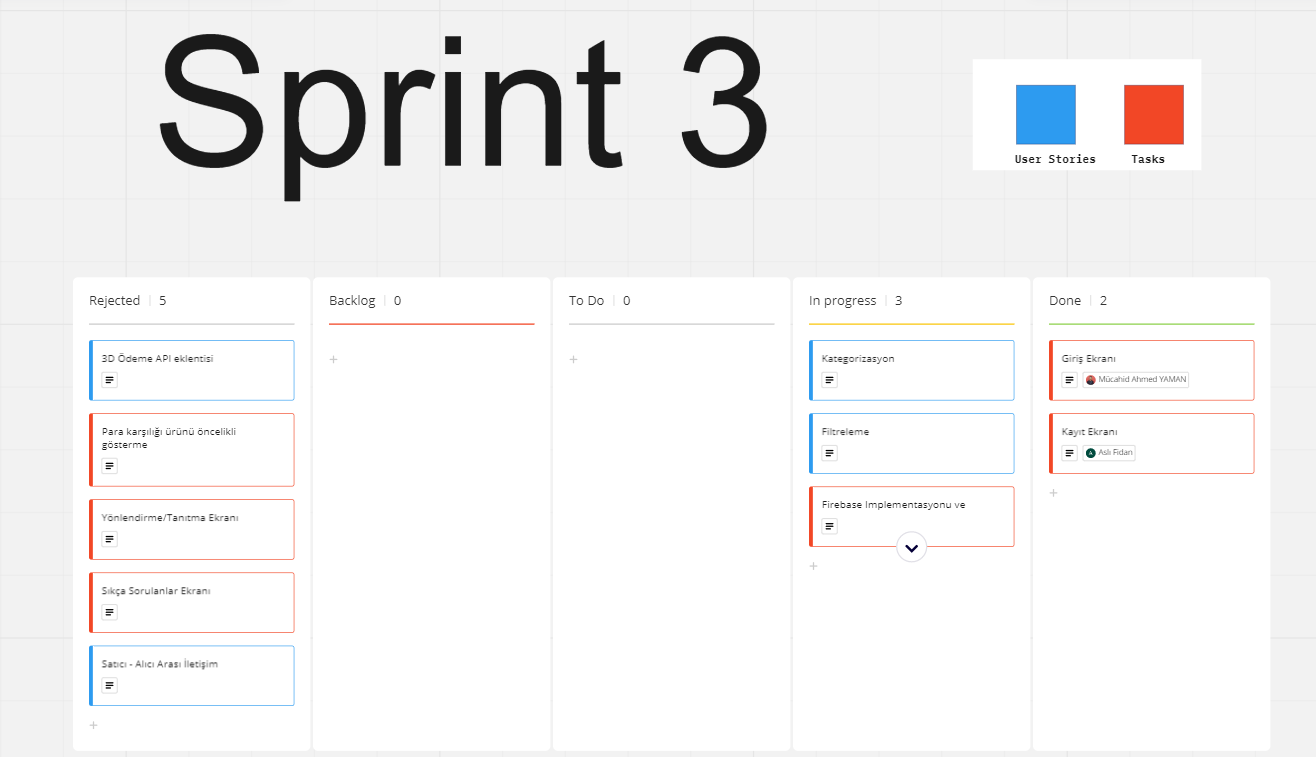 Sprint 3
User Stories
Tasks
Rejected 5
3D Ödeme API eklentisi
Para karşılığı ürünü öncelikli
gösterme
Yönlendirme/Tanıtma Ekranı
Sıkça Sorulanlar Ekranı
Satıcı - Alıcı Arası İletişim
Backlog 0
To Do 0
In progress 3
Kategorizasyon
Filtreleme
Firebase Implementasyonu ve
Done 2
Giriş Ekranı
Mücahid Ahmed YAMAN
Kayıt Ekranı
Aslı Fidan